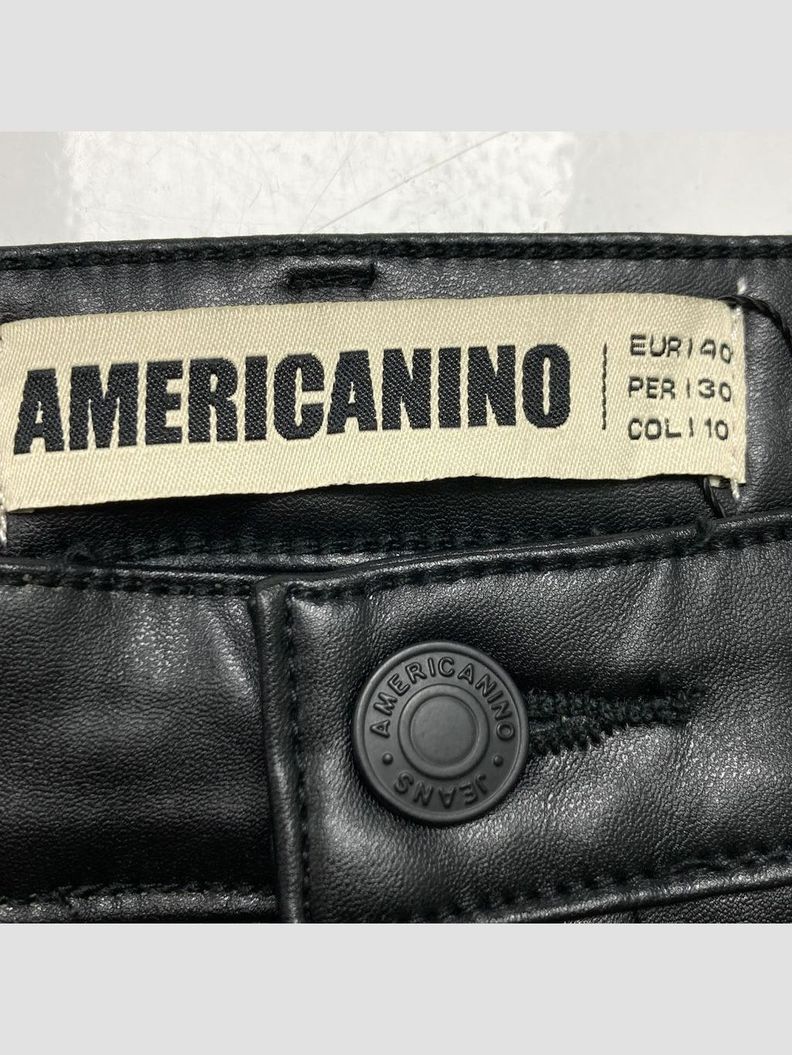 AMERICANINO
EUR | 40
PER | 30
COL | 10
AMERICANINO
JEANS